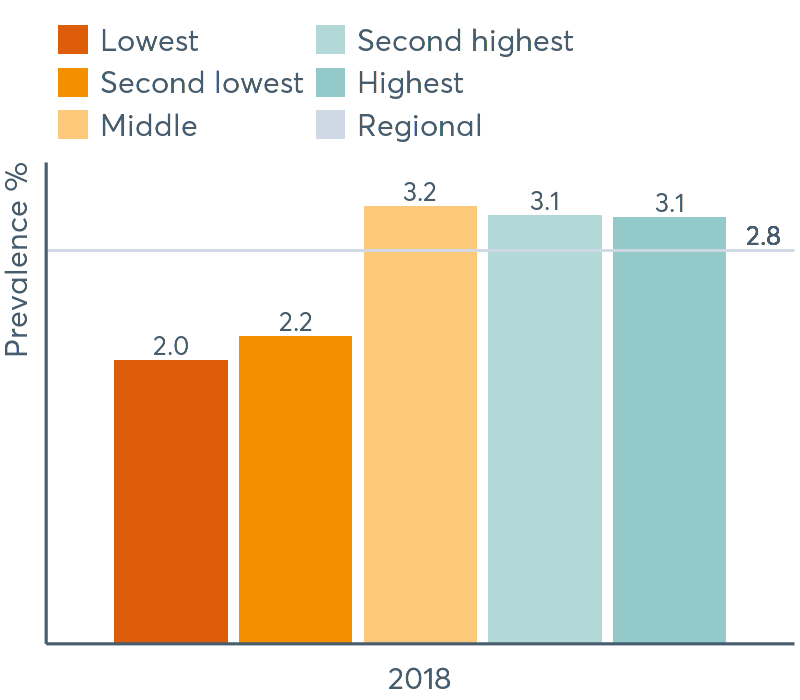 Lowest
Second lowest
Middle
Second highest
Highest
Regional
Prevalence %
3.2
3.1
3.1
2.8
2.2
2.0
2018